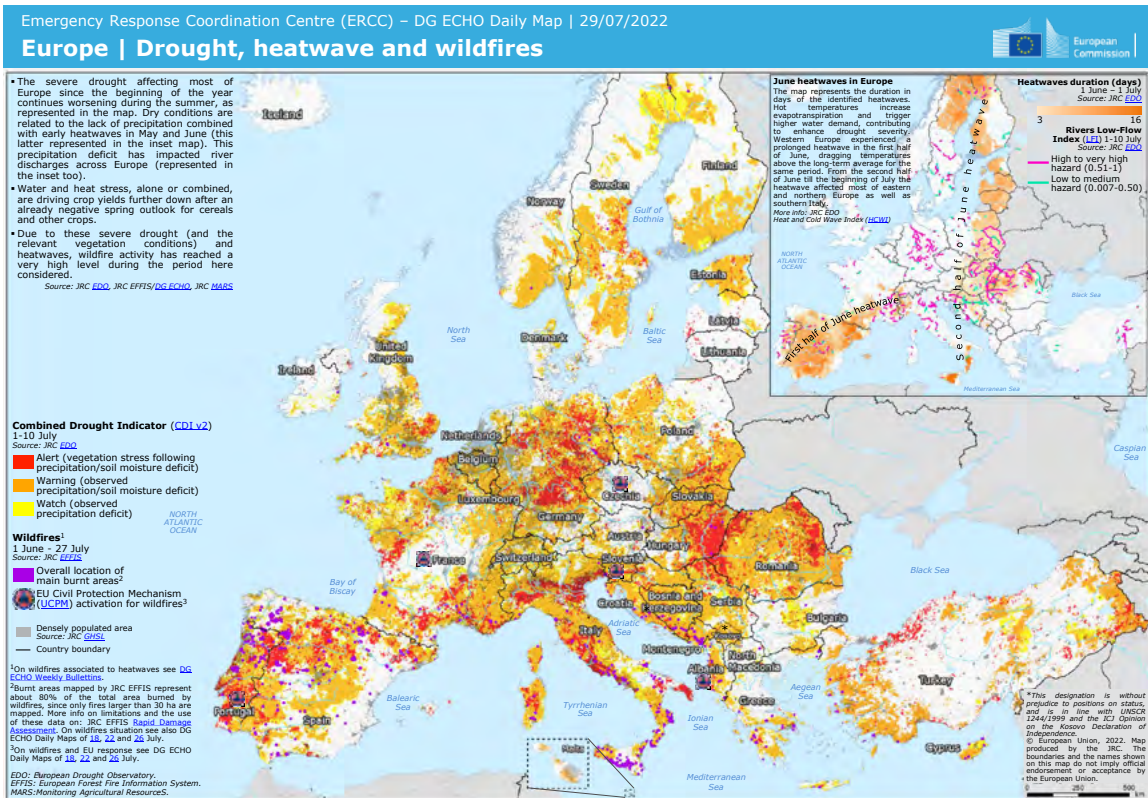 Emergency Response Coordination Centre (ERCC) – DG ECHO Daily Map | 29/07/2022
Europe | Drought, heatwave and wildfires
European
Commission
▪ The severe drought affecting most of
Europe since the beginning of the year
continues worsening during the summer, as
represented in the map. Dry conditions are
related to the lack of precipitation combined
with early heatwaves in May and June (this
latter represented in the inset map). This
precipitation deficit has impacted river
discharges across Europe (represented in
the inset too).
▪ Water and heat stress, alone or combined,
are driving crop yields further down after an
already negative spring outlook for cereals
and other crops.
▪ Due to these severe drought (and the
relevant vegetation conditions) and
heatwaves, wildfire activity has reached a
very high level during the period here
considered.
Source: JRC EDO, JRC EFFIS/DG ECHO, JRC MARS
Combined Drought Indicator (CDI v2)
1-10 July
Source: JRC EDO
Alert (vegetation stress following
precipitation/soil moisture deficit)
Warning (observed
precipitation/soil moisture deficit)
Watch (observed
precipitation deficit)
Wildfires¹
1 June - 27 July
Source: JRC EFFIS
Overall location of
main burnt areas²
EU Civil Protection Mechanism
(UCPM) activation for wildfires³
Densely populated area
Source: JRC GHSL
Country boundary
¹On wildfires associated to heatwaves see DG
ECHO Weekly Bullettins.
²Burnt areas mapped by JRC EFFIS represent
about 80% of the total area burned by
wildfires, since only fires larger than 30 ha are
mapped. More info on limitations and the use
of these data on: JRC EFFIS Rapid Damage
Assessment. On wildfires situation see also DG
ECHO Daily Maps of 18, 22 and 26 July.
³On wildfires and EU response see DG ECHO
Daily Maps of 18, 22 and 26 July.
EDO: European Drought Observatory.
EFFIS: European Forest Fire Information System.
MARS:Monitoring Agricultural ResourceS.
June heatwaves in Europe
The map represents the duration in
days of the identified heatwaves.
Hot temperatures increase
evapotranspiration and trigger
higher water demand, contributing
to enhance drought severity.
Western Europe experienced a
prolonged heatwave in the first half
of June, dragging temperatures
above the long-term average for the
same period. From the second half
of June till the beginning of July the
heatwave affected most of eastern
and northern Europe as well as
southern Italy.
More info: JRC EDO
Heat and Cold Wave Index (HCWI)
Heatwaves duration (days)
1 June – 1 July
Source: JRC EDO
3 16
Rivers Low-Flow
Index (LFI) 1-10 July
Source: JRC EDO
High to very high
hazard (0.51-1)
Low to medium
hazard (0.007-0.50)
First half of June heatwave
Second half of June heatwave
NORTH
ATLANTIC
OCEAN
Black Sea
Mediterranean Sea
Iceland
Norway
Sweden
Finland
Gulf of
Bothnia
Estonia
Latvia
Lithuania
North
Sea
Denmark
Baltic
Sea
United
Kingdom
Ireland
Netherlands
Belgium
Luxembourg
Germany
Poland
Czechia
Slovakia
Austria
Hungary
Switzerland
Slovenia
France
Romania
Croatia
Bosnia and
Herzegovina
Serbia
Italy
Adriatic
Sea
Montenegro
*
Kosovo
Bulgaria
North
Macedonia
Albania
Greece
Black Sea
Caspian
Sea
NORTH
ATLANTIC
OCEAN
Bay of
Biscay
Portugal
Spain
Balearic
Sea
Tyrrhenian
Sea
Ionian
Sea
Aegean
Sea
Turkey
Cyprus
Malta
Mediterranean
Sea
*This designation is without
prejudice to positions on status,
and is in line with UNSCR
1244/1999 and the ICJ Opinion
on the Kosovo Declaration of
Independence.
© European Union, 2022. Map
produced by the JRC. The
boundaries and the names shown
on this map do not imply official
endorsement or acceptance by
the European Union.
0 250 500